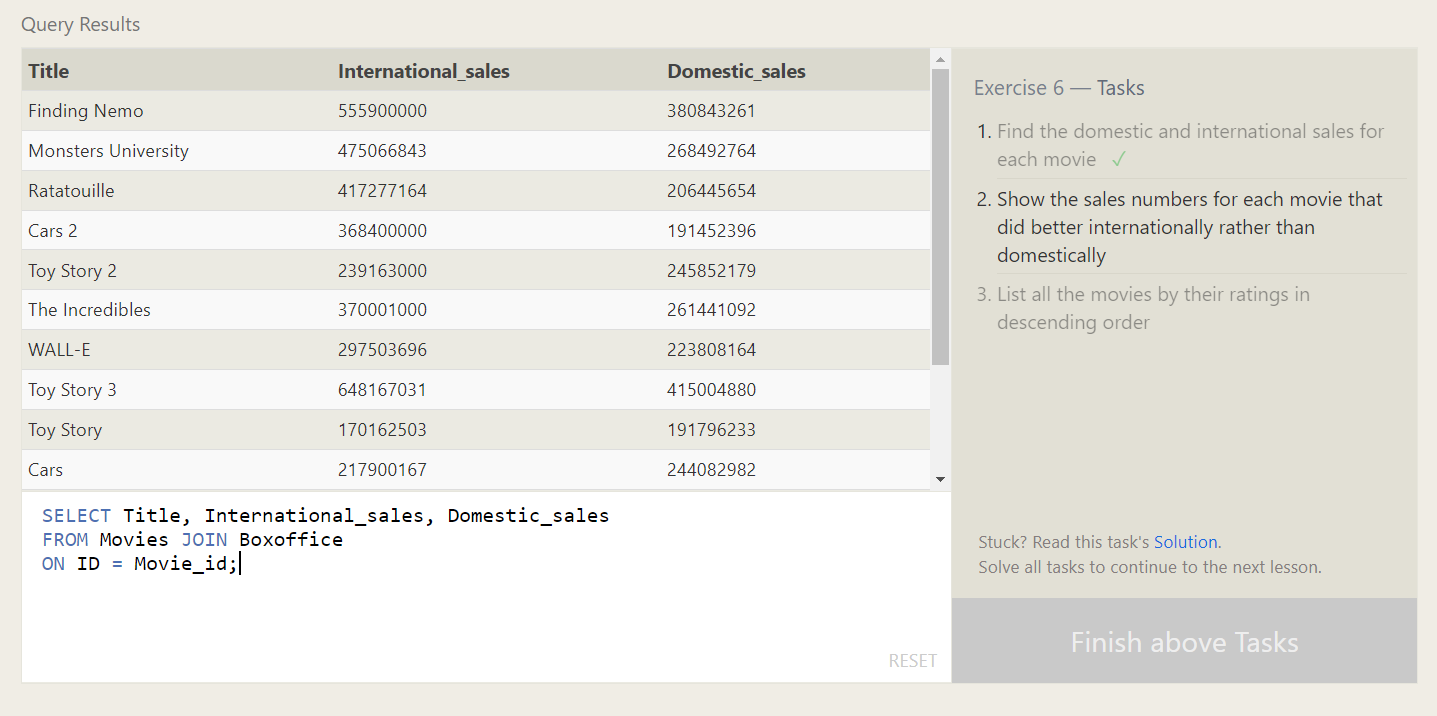 Query Results
Title International_sales Domestic_sales
Finding Nemo 555900000 380843261
Monsters University 475066843 268492764
Ratatouille 417277164 206445654
Cars 2 368400000 191452396
Toy Story 2 239163000 245852179
The Incredibles 370001000 261441092
WALL-E 297503696 223808164
Toy Story 3 648167031 415004880
Toy Story 170162503 191796233
Cars 217900167 244082982
SELECT Title, International_sales, Domestic_sales
FROM Movies JOIN Boxoffice
ON ID = Movie_id;
RESET
Exercise 6 — Tasks
1. Find the domestic and international sales for
each movie ✓
2. Show the sales numbers for each movie that
did better internationally rather than
domestically
3. List all the movies by their ratings in
descending order
Stuck? Read this task's Solution.
Solve all tasks to continue to the next lesson.
Finish above Tasks